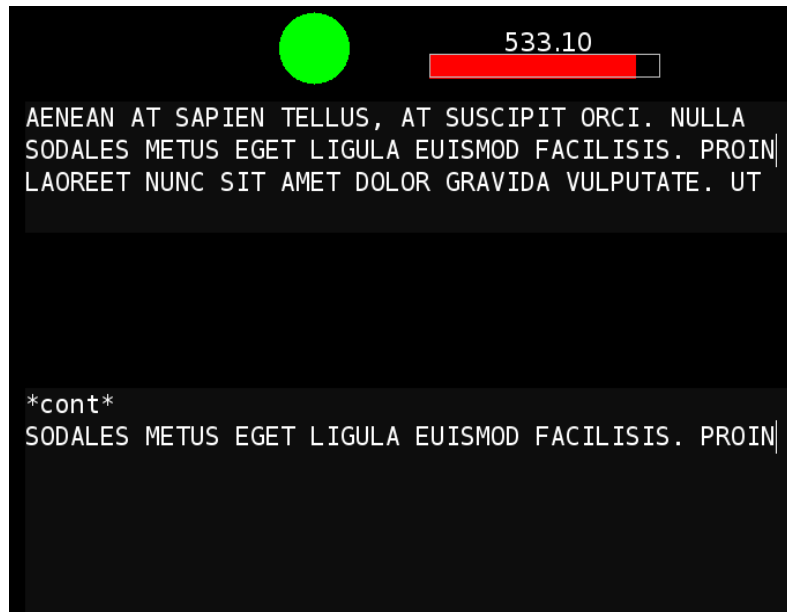 533.10
AENEAN AT SAPIEN TELLUS, AT SUSCIPIT ORCI. NULLA
SODALES METUS EGET LIGULA EUISMOD FACILISIS. PROIN
LAOREET NUNC SIT AMET DOLOR GRAVIDA VULPUTATE. UT
*cont*
SODALES METUS EGET LIGULA EUISMOD FACILISIS. PROIN